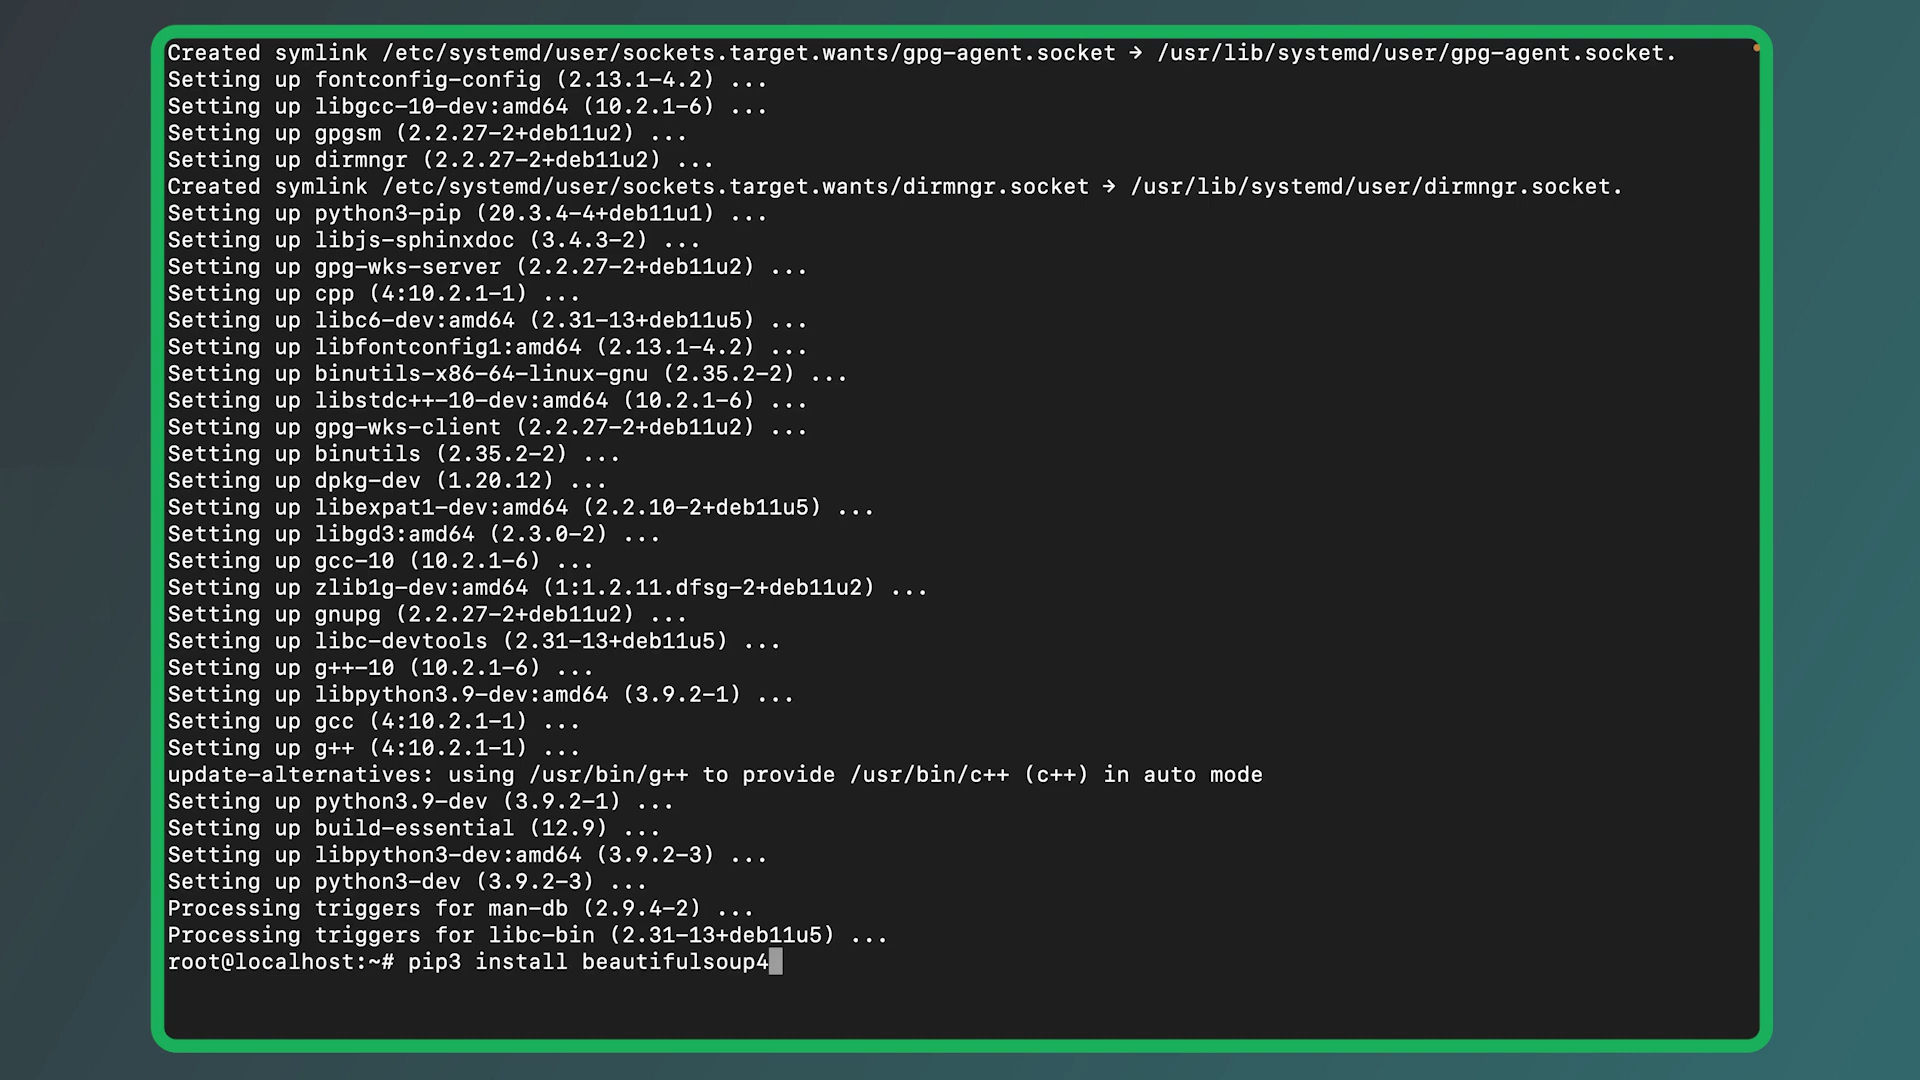 Created symlink /etc/systemd/user/sockets.target.wants/gpg-agent.socket → /usr/lib/systemd/user/gpg-agent.socket.
Setting up fontconfig-config (2.13.1-4.2) ...
Setting up libgcc-10-dev:amd64 (10.2.1-6) ...
Setting up gpgsm (2.2.27-2+deb11u2) ...
Setting up dirmngr (2.2.27-2+deb11u2) ...
Created symlink /etc/systemd/user/sockets.target.wants/dirmngr.socket → /usr/lib/systemd/user/dirmngr.socket.
Setting up python3-pip (20.3.4-4+deb11u1) ...
Setting up libjs-sphinxdoc (3.4.3-2) ...
Setting up gpg-wks-server (2.2.27-2+deb11u2) ...
Setting up cpp (4:10.2.1-1) ...
Setting up libc6-dev:amd64 (2.31-13+deb11u5) ...
Setting up libfontconfig1:amd64 (2.13.1-4.2) ...
Setting up binutils-x86-64-linux-gnu (2.35.2-2) ...
Setting up libstdc++-10-dev:amd64 (10.2.1-6) ...
Setting up gpg-wks-client (2.2.27-2+deb11u2) ...
Setting up binutils (2.35.2-2) ...
Setting up dpkg-dev (1.20.12) ...
Setting up libexpat1-dev:amd64 (2.2.10-2+deb11u5) ...
Setting up libgd3:amd64 (2.3.0-2) ...
Setting up gcc-10 (10.2.1-6) ...
Setting up zlib1g-dev:amd64 (1:1.2.11.dfsg-2+deb11u2) ...
Setting up gnupg (2.2.27-2+deb11u2) ...
Setting up libc-devtools (2.31-13+deb11u5) ...
Setting up g++-10 (10.2.1-6) ...
Setting up libpython3.9-dev:amd64 (3.9.2-1) ...
Setting up gcc (4:10.2.1-1) ...
Setting up g++ (4:10.2.1-1) ...
update-alternatives: using /usr/bin/g++ to provide /usr/bin/c++ (c++) in auto mode
Setting up python3.9-dev (3.9.2-1) ...
Setting up build-essential (12.9) ...
Setting up libpython3-dev:amd64 (3.9.2-3) ...
Setting up python3-dev (3.9.2-3) ...
Processing triggers for man-db (2.9.4-2) ...
Processing triggers for libc-bin (2.31-13+deb11u5) ...
root@localhost:~# pip3 install beautifulsoup4